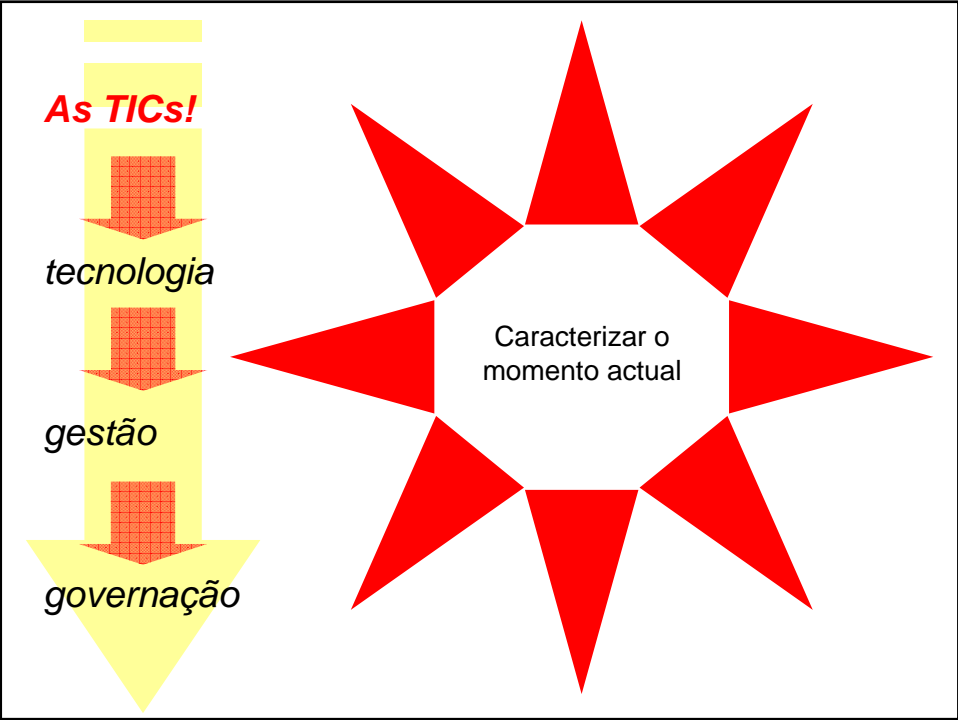 As TICs!
tecnologia
gestão
governação
Caracterizar o
momento actual